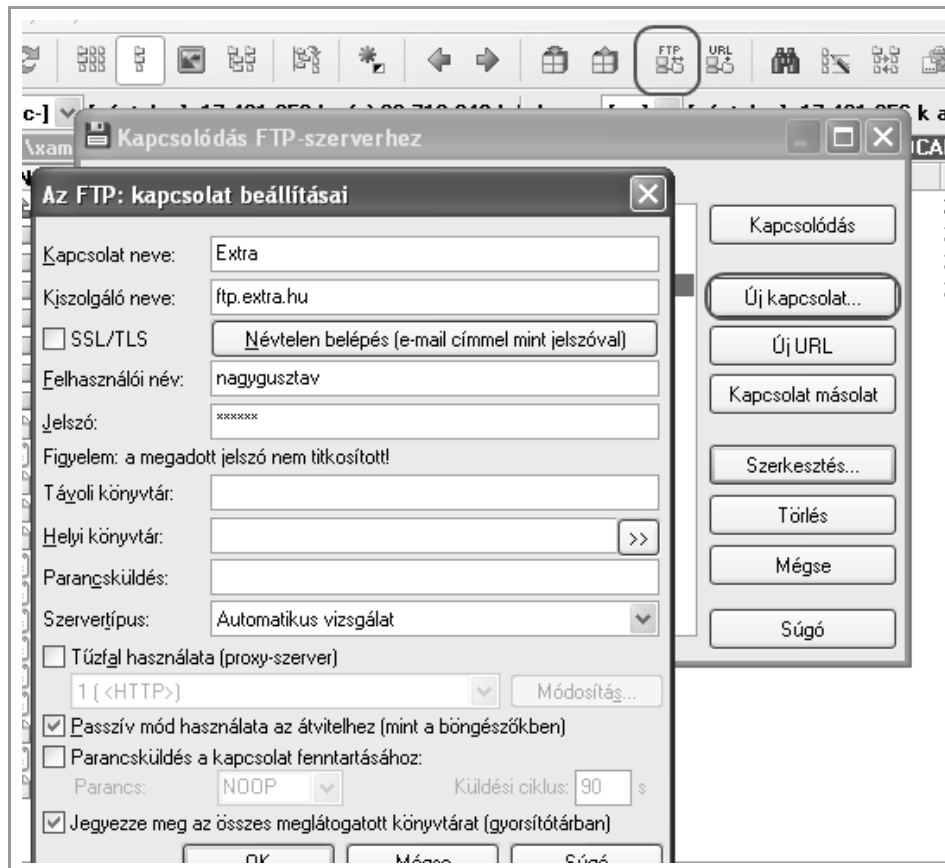 FTP URL
c-]
k a
\xam
Kapcsolódás FTP-szerverhez
Az FTP: kapcsolat beállításai
Kapcsolat neve: Extra
Kiszolgáló neve: ftp.extra.hu
SSL/TLS Névtelen belépés (e-mail címmel mint jelszóval)
Felhasználói név: nagygusztav
Jelszó: ××××××
Figyelem: a megadott jelszó nem titkosított!
Távoli könyvtár:
Helyi könyvtár: >>
Parancsküldés:
Szervertípus: Automatikus vizsgálat
Tűzfal használata (proxy-szerver)
1 ( <HTTP>) Módosítás...
Passzív mód használata az átvitelhez (mint a böngészőkben)
Parancsküldés a kapcsolat fenntartásához:
Parancs: NOOP Küldési ciklus: 90 s
Jegyezze meg az összes meglátogatott könyvtárat (gyorsítótárban)
OK Mégse Súgó
Kapcsolódás
Új kapcsolat...
Új URL
Kapcsolat másolat
Szerkesztés...
Törlés
Mégse
Súgó